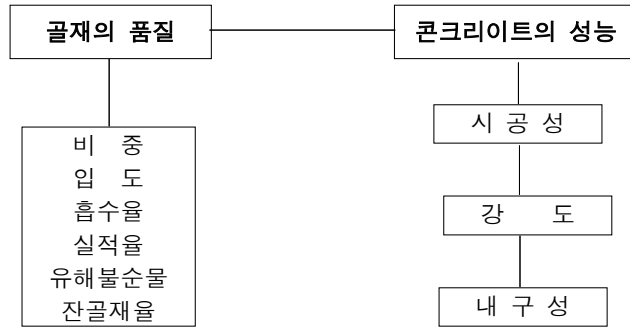 골재의 품질
콘크리이트의 성능
비 중
입 도
흡수율
실적율
유해불순물
잔골재율
시 공 성
강 도
내 구 성